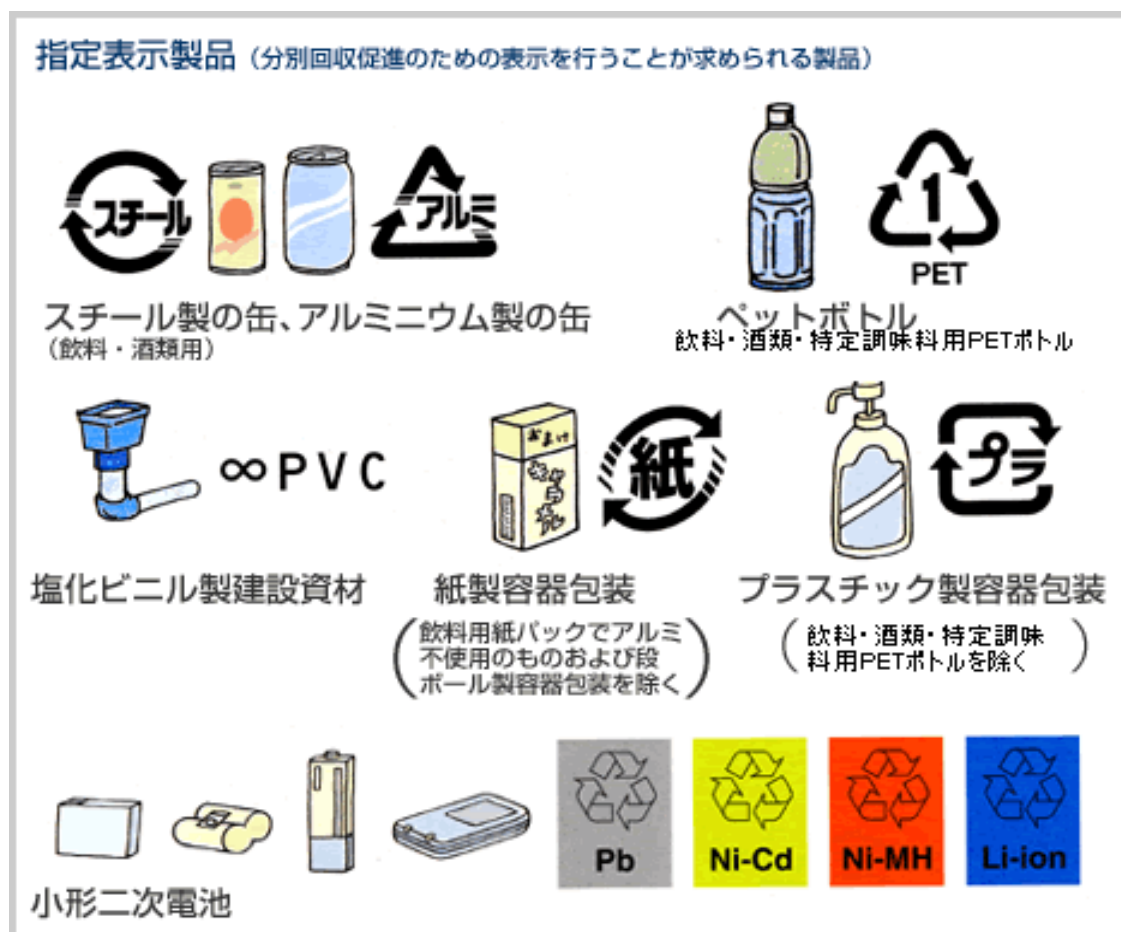 指定表示製品（分別回収促進のための表示を行うことが求められる製品）
スチール
アルミ
1
PET
スチール製の缶、アルミニウム製の缶
（飲料・酒類用）
ペットボトル
飲料・酒類・特定調味料用PETボトル
∞PVC
おまけ
キャラメル
紙
プラ
塩化ビニル製建設資材
紙製容器包装
（飲料用紙パックでアルミ
不使用のものおよび段
ボール製容器包装を除く）
プラスチック製容器包装
（飲料・酒類・特定調味
料用PETボトルを除く）
Pb
Ni-Cd
Ni-MH
Li-ion
小形二次電池